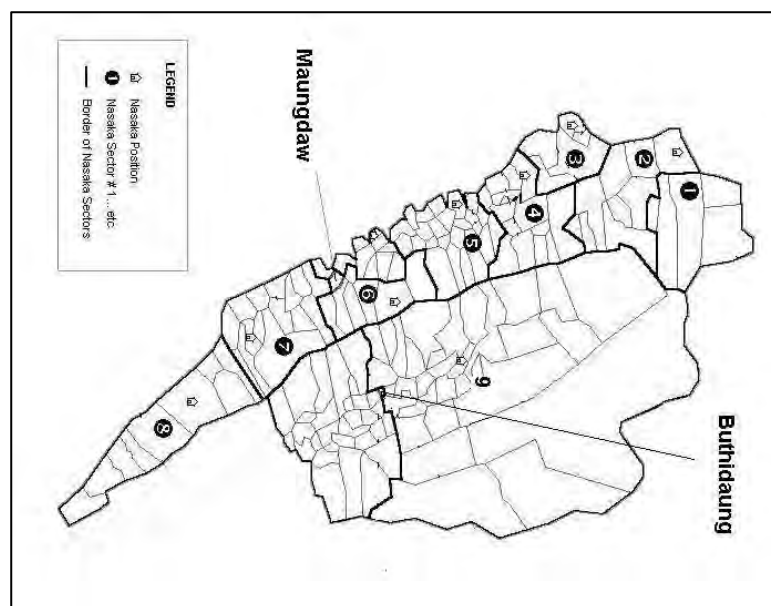 LEGEND
Nasaka Position
1 Nasaka Sector # 1... etc
Border of Nasaka Sectors
Maungdaw
Buthidaung
1
2
3
4
5
6
7
8
9